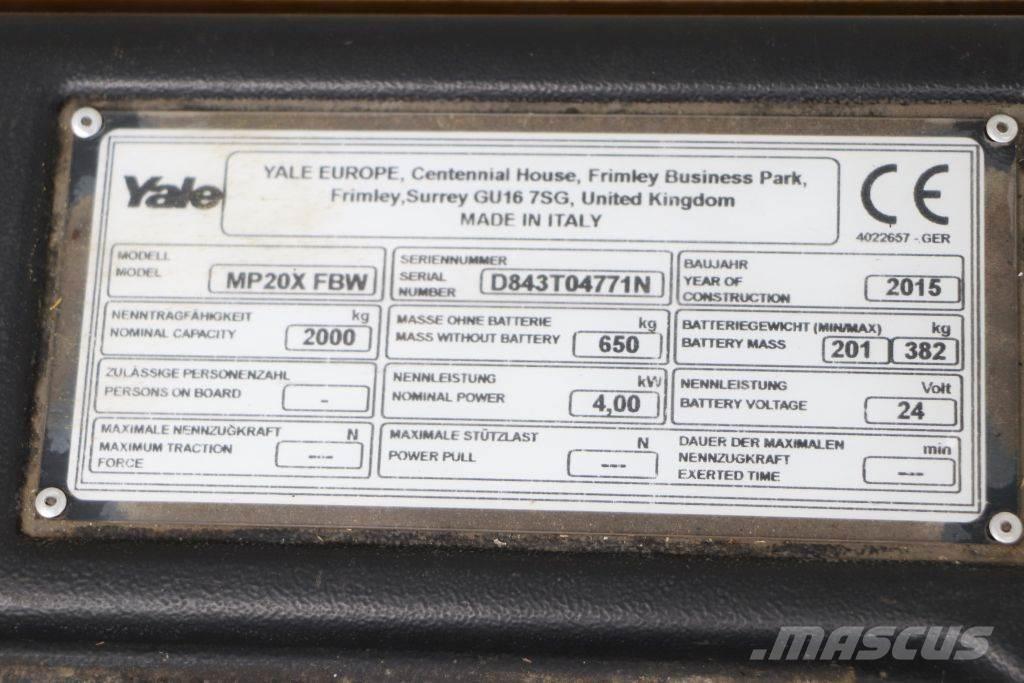 Yale
YALE EUROPE, Centennial House, Frimley Business Park,
Frimley,Surrey GU16 7SG, United Kingdom
MADE IN ITALY
CE
4022657 - GER
MODELL
MODEL
MP20X FBW
SERIENNUMMER
SERIAL
NUMBER
D843T04771N
BAUJAHR
YEAR OF
CONSTRUCTION
2015
NENNTRAGFÄHIGKEIT kg
NOMINAL CAPACITY 2000
MASSE OHNE BATTERIE kg
MASS WITHOUT BATTERY 650
BATTERIEGEWICHT (MIN/MAX) kg
BATTERY MASS 201 382
ZULÄSSIGE PERSONENZAHL
PERSONS ON BOARD -
NENNLEISTUNG kW
NOMINAL POWER 4,00
NENNLEISTUNG Volt
BATTERY VOLTAGE 24
MAXIMALE NENNZUGKRAFT N
MAXIMUM TRACTION ---
FORCE
MAXIMALE STÜTZLAST N
POWER PULL ---
DAUER DER MAXIMALEN min
NENNZUGKRAFT ---
EXERTED TIME
MASCUS